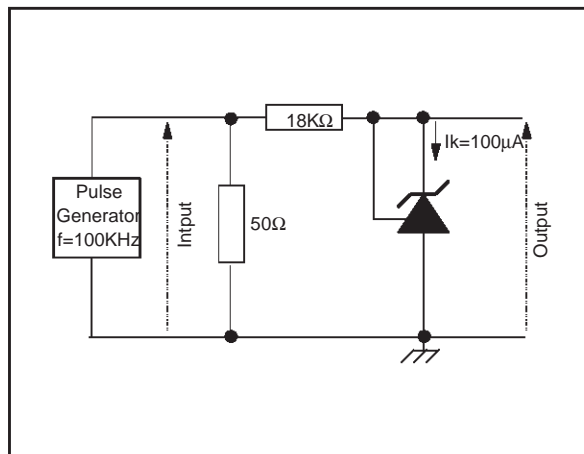 18KΩ
Ik=100µA
Pulse
Generator
f=100KHz
Intput
50Ω
Output